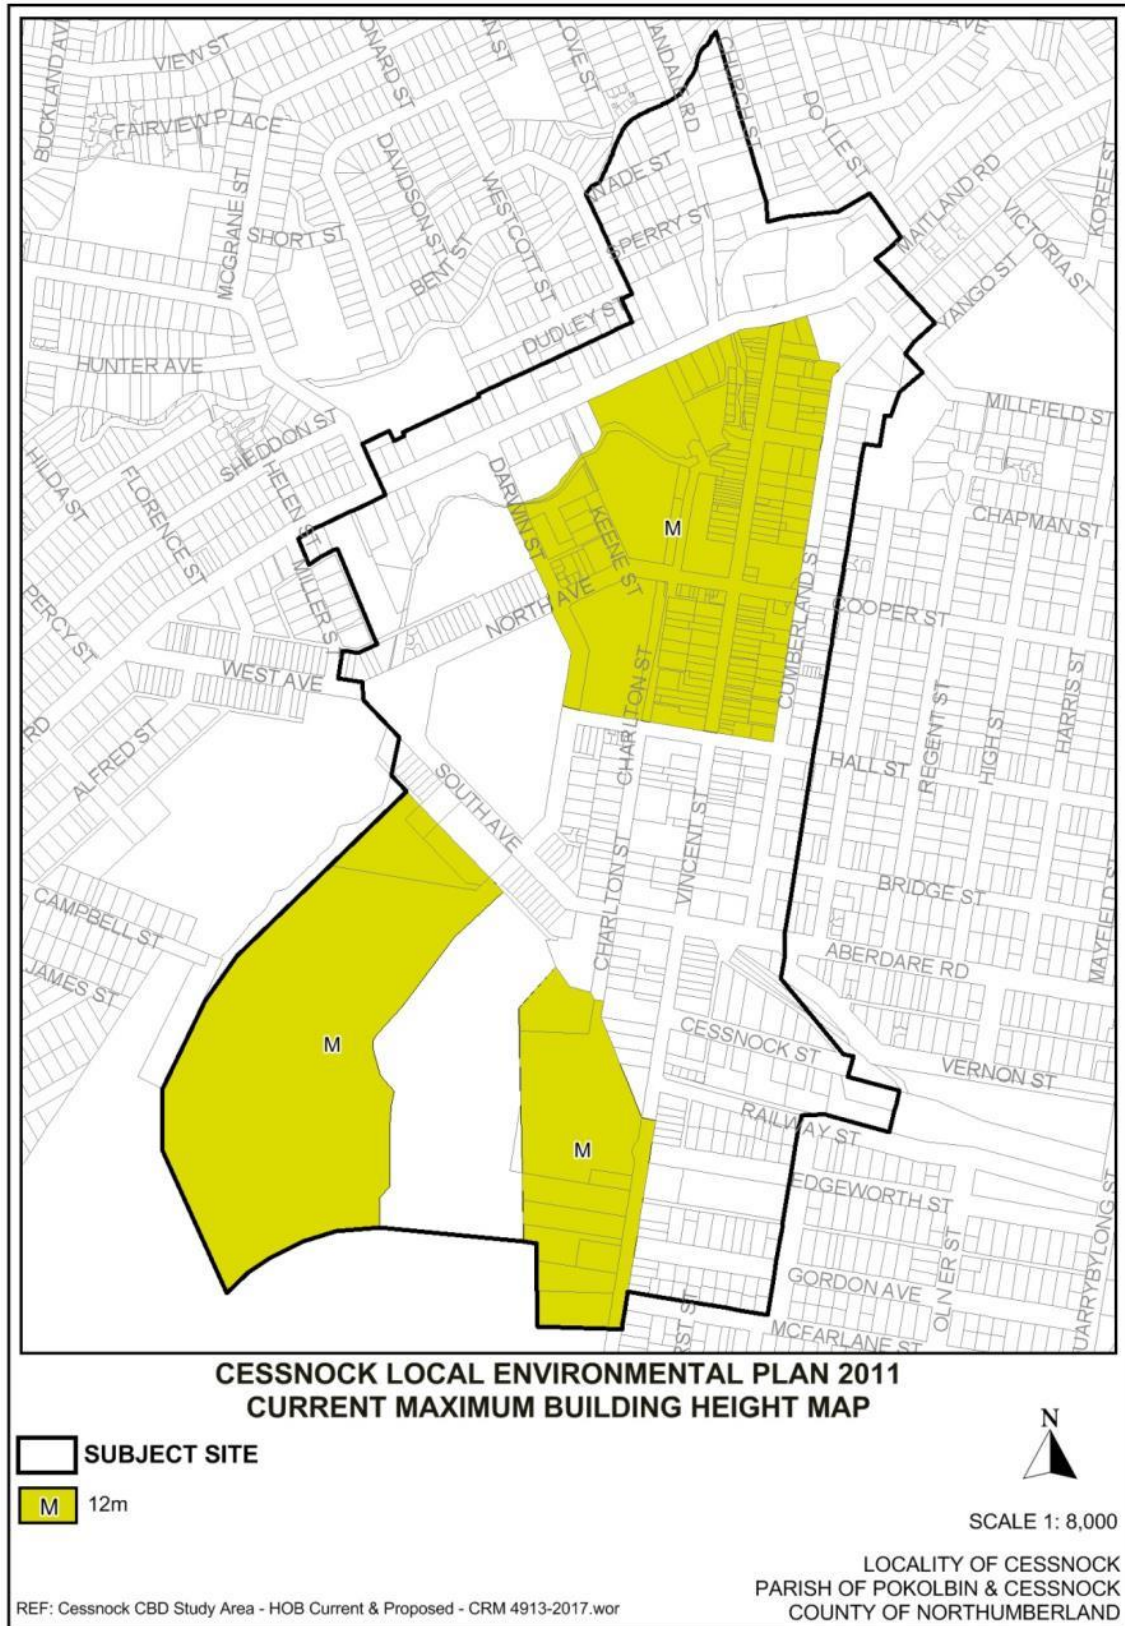 BUCKLAND AV
VIEW ST
FAIRVIEW PLACE
MCGRANE ST
SHORT ST
DAVIDSON ST
BENT ST
WESTCOTT ST
WADE ST
PERRY ST
CHURCH ST
DOYLE ST
MAITLAND RD
VICTORIA ST
YANGO ST
DUDLEY ST
HUNTER AVE
SHEDDON ST
HILDA ST
FLORENCE ST
HELEN ST
MILLER S
PERCY ST
WEST AVE
ALFRED ST
DARWIN ST
KEENE ST
NORTH AVE
M
MILLFIELD ST
CHAPMAN ST
COOPER ST
CUMBERLAND S
CHARLTON ST
HALL ST
REGENT ST
HIGH ST
HARRIS ST
SOUTH AVE
VINCENT ST
CHARLTON ST
BRIDGE ST
MAYFIELD S
ABERDARE RD
CAMPBELL ST
JAMES ST
M
CESSNOCK ST
VERNON ST
RAILWAY ST
M
EDGEWORTH ST
GORDON AVE
OLIVER ST
UARRYBYLONG ST
MCFARLANE ST
RST ST
CESSNOCK LOCAL ENVIRONMENTAL PLAN 2011
CURRENT MAXIMUM BUILDING HEIGHT MAP
SUBJECT SITE
M 12m
N
SCALE 1: 8,000
LOCALITY OF CESSNOCK
PARISH OF POKOLBIN & CESSNOCK
COUNTY OF NORTHUMBERLAND
REF: Cessnock CBD Study Area - HOB Current & Proposed - CRM 4913-2017.wor